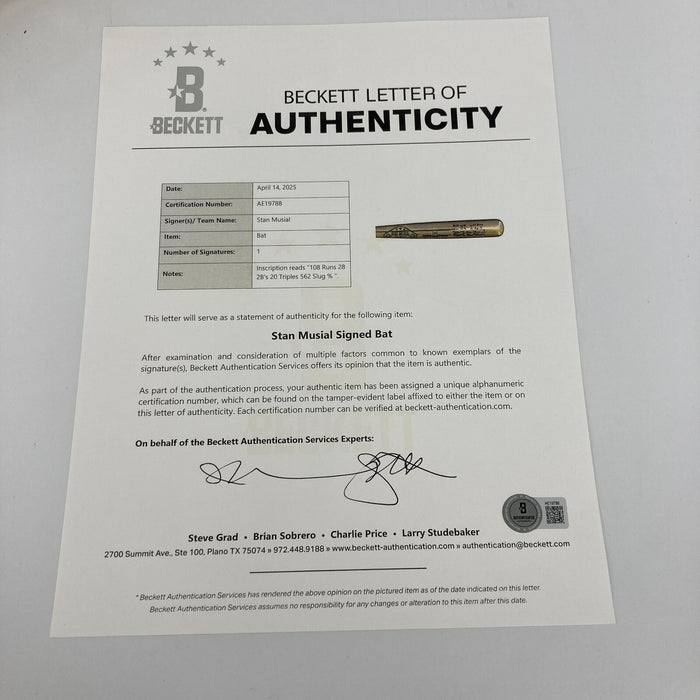 B
BECKETT
BECKETT LETTER OF
AUTHENTICITY
Date: April 14, 2025
Certification Number: AE19788
Signer(s)/ Team Name: Stan Musial
Item: Bat
Number of Signatures: 1
Notes: Inscription reads "108 Runs 28
2B's 20 Triples 562 Slug % ".
This letter will serve as a statement of authenticity for the following item:
Stan Musial Signed Bat
After examination and consideration of multiple factors common to known exemplars of the
signature(s), Beckett Authentication Services offers its opinion that the item is authentic.
As part of the authentication process, your authentic item has been assigned a unique alphanumeric
certification number, which can be found on the tamper-evident label affixed to either the item or on
this letter of authenticity. Each certification number can be verified at beckett-authentication.com.
On behalf of the Beckett Authentication Services Experts:
AE19788
B
Steve Grad • Brian Sobrero • Charlie Price • Larry Studebaker
2700 Summit Ave., Ste 100, Plano TX 75074 » 972.448.9188 » www.beckett-authentication.com » authentication@beckett.com
* Beckett Authentication Services has rendered the above opinion on the pictured item as of the date indicated on this letter.
Beckett Authentication Services assumes no responsibility for any changes or alteration to this item after this date.